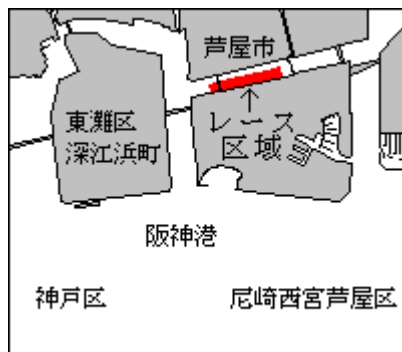 芦屋市
東灘区
深江浜町
レース
区域
阪神港
神戸区
尼崎西宮芦屋区